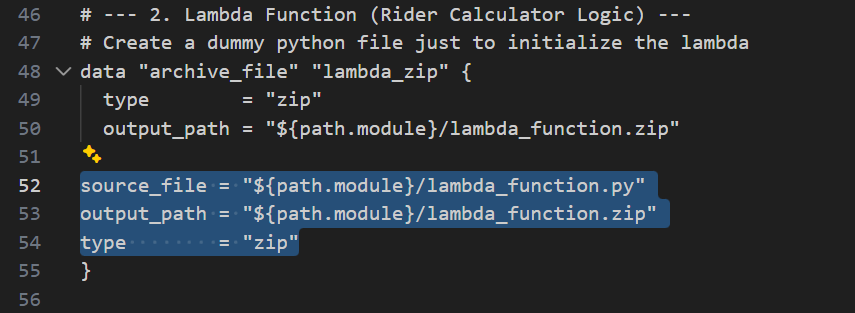 46 # --- 2. Lambda Function (Rider Calculator Logic) ---
47 # Create a dummy python file just to initialize the lambda
48 data "archive_file" "lambda_zip" {
49   type        = "zip"
50   output_path = "${path.module}/lambda_function.zip"
51
52 source_file = "${path.module}/lambda_function.py"
53 output_path = "${path.module}/lambda_function.zip"
54 type        = "zip"
55 }
56